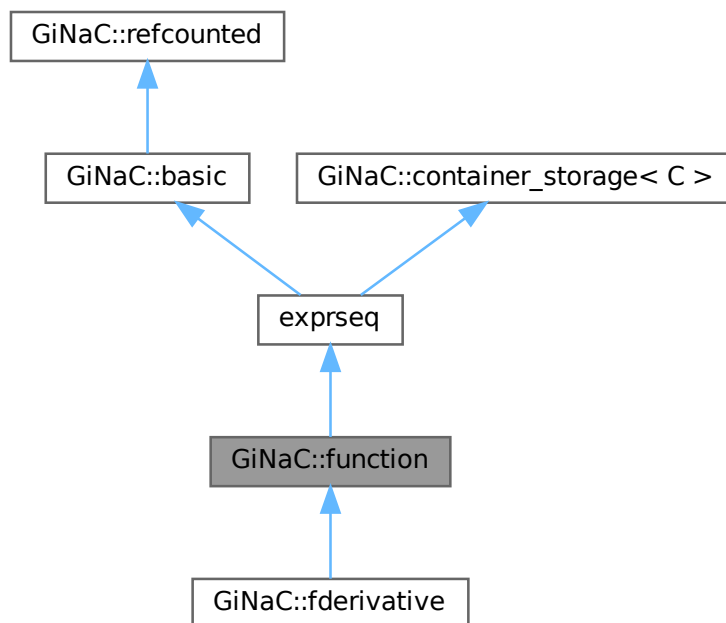 GiNaC::refcounted
GiNaC::basic
GiNaC::container_storage< C >
exprseq
GiNaC::function
GiNaC::fderivative